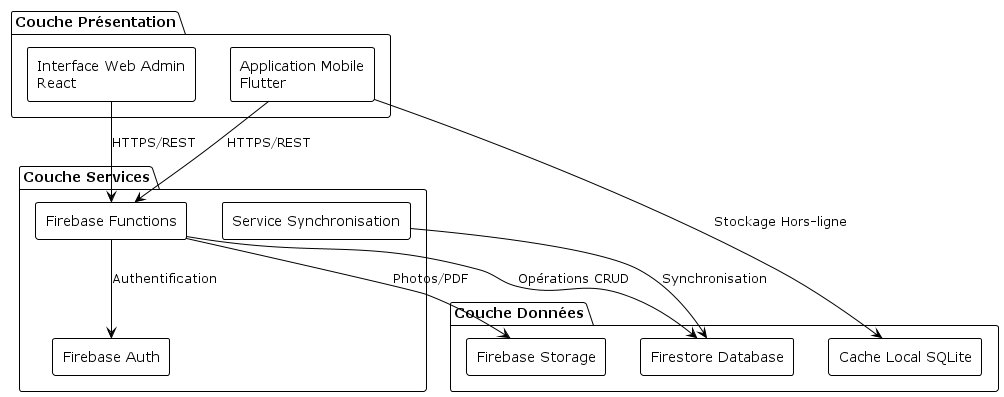 Couche Présentation
Interface Web Admin
React
Application Mobile
Flutter
HTTPS/REST
HTTPS/REST
Couche Services
Firebase Functions
Service Synchronisation
Stockage Hors-ligne
Authentification
Photos/PDF
Opérations CRUD
Synchronisation
Couche Données
Firebase Auth
Firebase Storage
Firestore Database
Cache Local SQLite